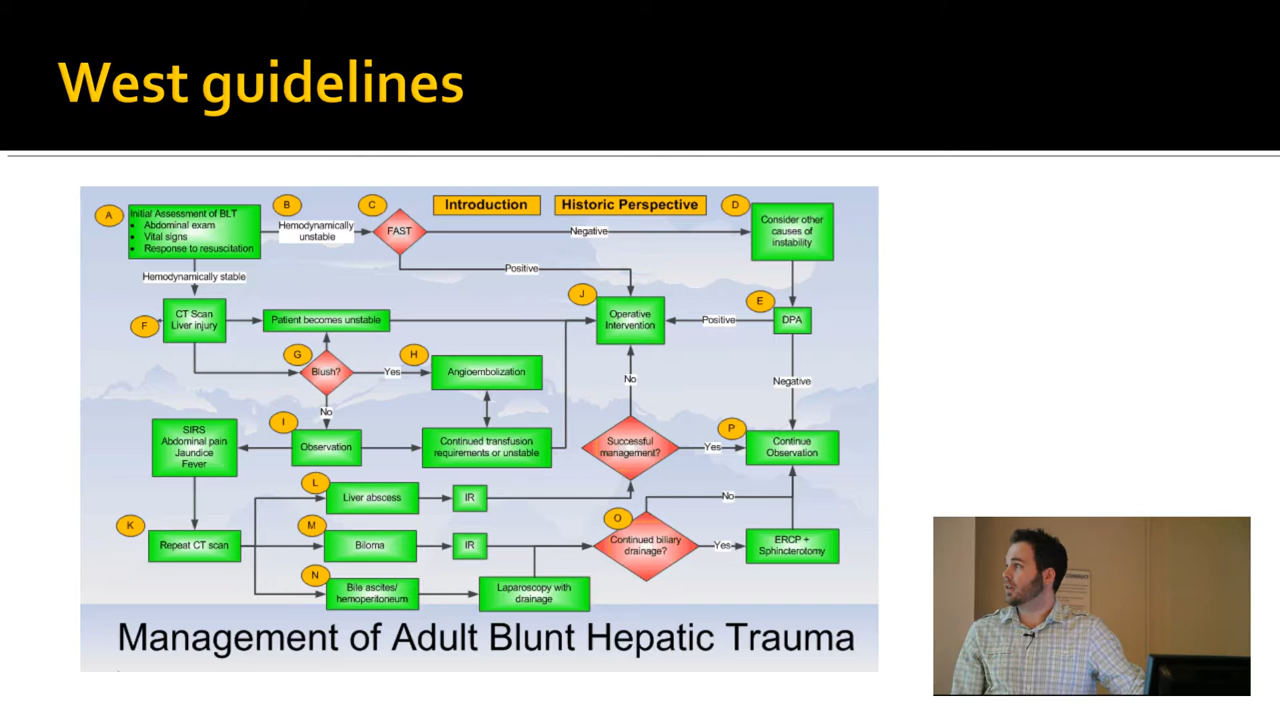 West guidelines
A
Initial Assessment of BLT
• Abdominal exam
• Vital signs
• Response to resuscitation
B
Hemodynamically
unstable
C
FAST
Introduction
Historic Perspective
Negative
D
Consider other
causes of
instability
Positive
Hemodynamically stable
F
CT Scan
Liver injury
Patient becomes unstable
J
Operative
Intervention
Positive
E
DPA
G
Blush?
Yes
H
Angioembolization
No
Negative
No
I
Observation
SIRS
Abdominal pain
Jaundice
Fever
Continued transfusion
requirements or unstable
Successful
management?
Yes
P
Continue
Observation
L
Liver abscess
IR
No
K
Repeat CT scan
M
Biloma
IR
O
Continued biliary
drainage?
Yes
ERCP +
Sphincterotomy
N
Bile ascites/
hemoperitoneum
Laparoscopy with
drainage
Management of Adult Blunt Hepatic Trauma